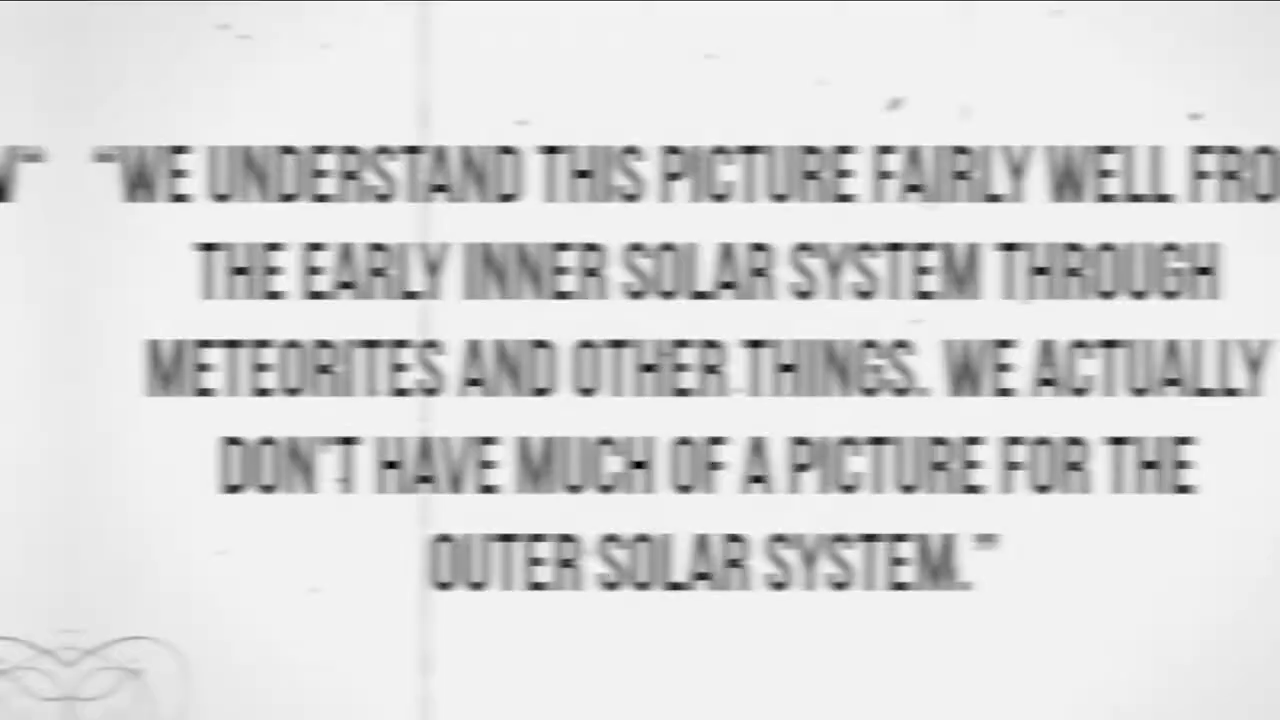 "WE UNDERSTAND THIS PICTURE FAIRLY WELL FRO
THE EARLY INNER SOLAR SYSTEM THROUGH
METEORITES AND OTHER THINGS. WE ACTUALLY
DON'T HAVE MUCH OF A PICTURE FOR THE
OUTER SOLAR SYSTEM."